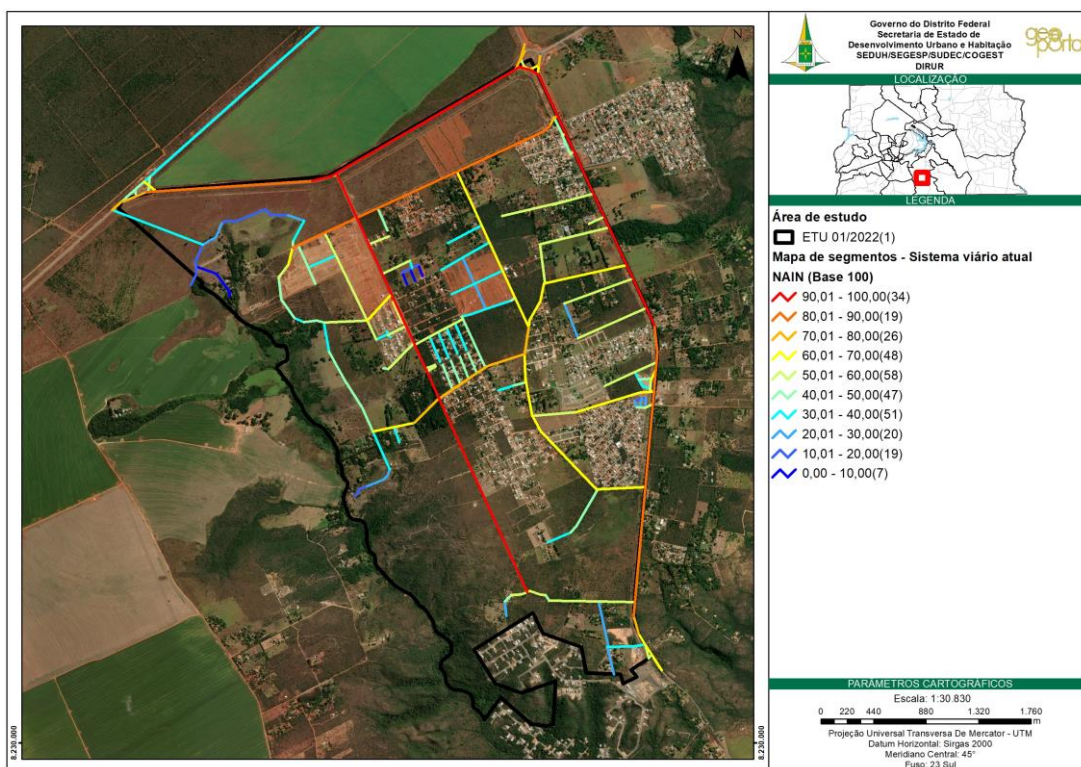 N
8.230.000
8.230.000
Governo do Distrito Federal
Secretaria de Estado de
Desenvolvimento Urbano e Habitação
SEDUH/SEGESP/SUDEC/COGEST
DIRUR
geo
portal
LOCALIZAÇÃO
LEGENDA
Área de estudo
ETU 01/2022(1)
Mapa de segmentos - Sistema viário atual
NAIN (Base 100)
90,01 - 100,00(34)
80,01 - 90,00(19)
70,01 - 80,00(26)
60,01 - 70,00(48)
50,01 - 60,00(58)
40,01 - 50,00(47)
30,01 - 40,00(51)
20,01 - 30,00(20)
10,01 - 20,00(19)
0,00 - 10,00(7)
PARÂMETROS CARTOGRÁFICOS
Escala: 1:30.830
0 220 440 880 1.320 1.760
m
Projeção Universal Transversa De Mercator - UTM
Datum Horizontal: Sirgas 2000
Meridiano Central: 45°
Fuso: 23 Sul